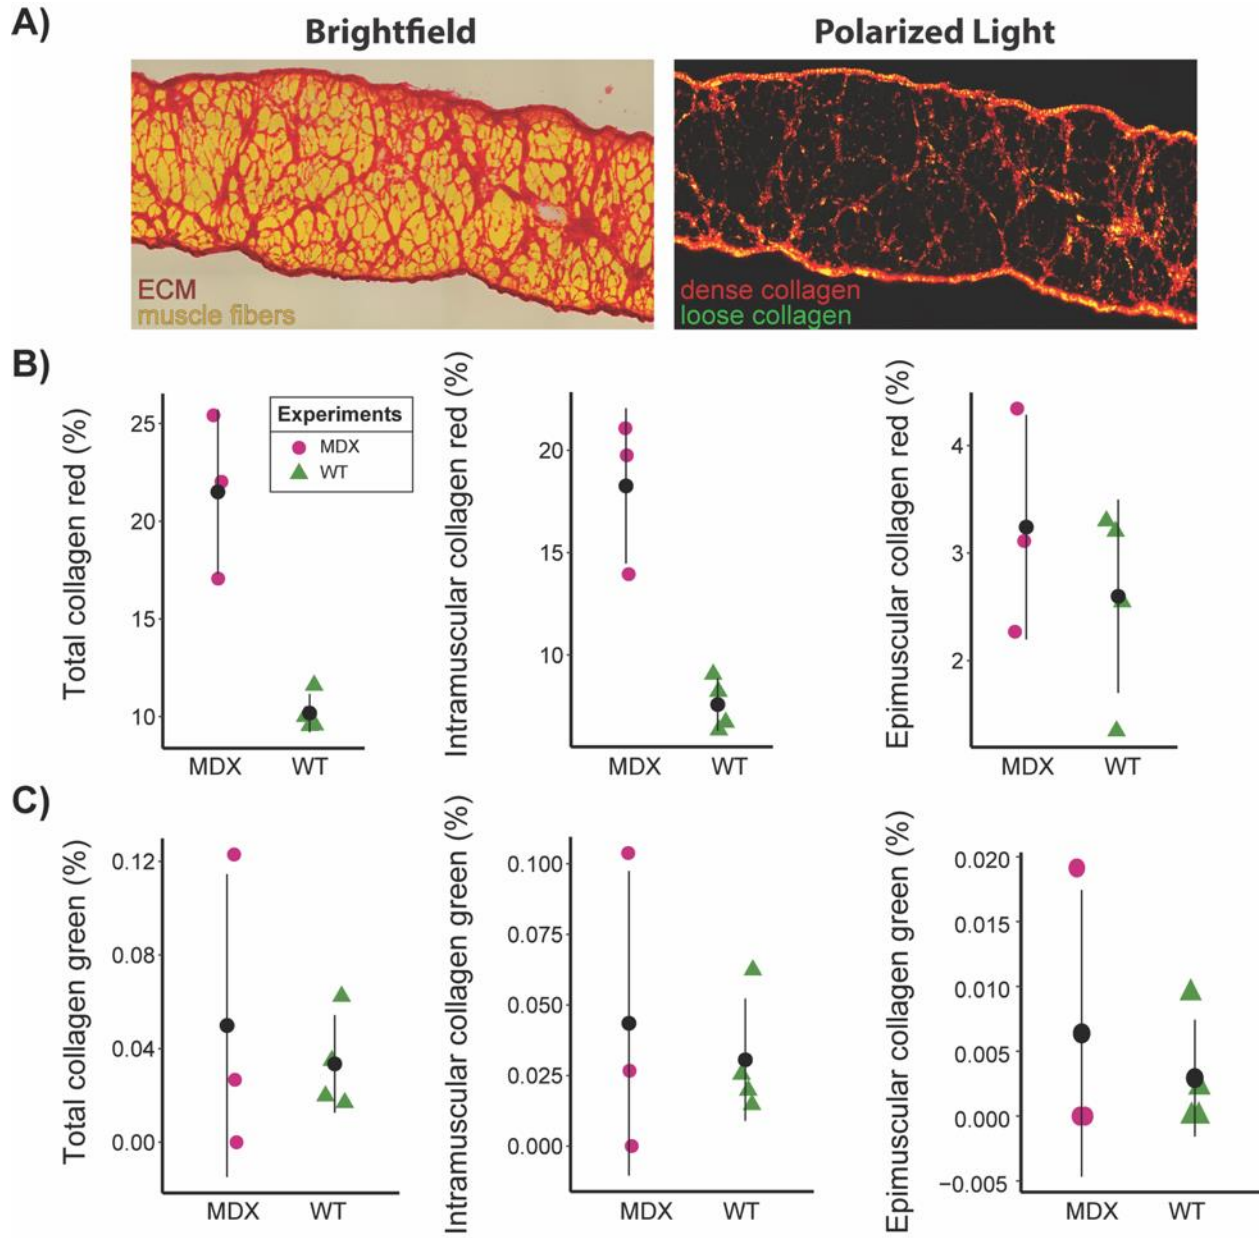 A)
Brightfield
Polarized Light
ECM
muscle fibers
dense collagen
loose collagen
B)
Total collagen red (%)
25
20
15
10
MDX
WT
Experiments
MDX
WT
Intramuscular collagen red (%)
20
15
10
MDX
WT
Epimuscular collagen red (%)
4
3
2
MDX
WT
C)
Total collagen green (%)
0.12
0.08
0.04
0.00
MDX
WT
Intramuscular collagen green (%)
0.100
0.075
0.050
0.025
0.000
MDX
WT
Epimuscular collagen green (%)
0.020
0.015
0.010
0.005
0.000
−0.005
MDX
WT